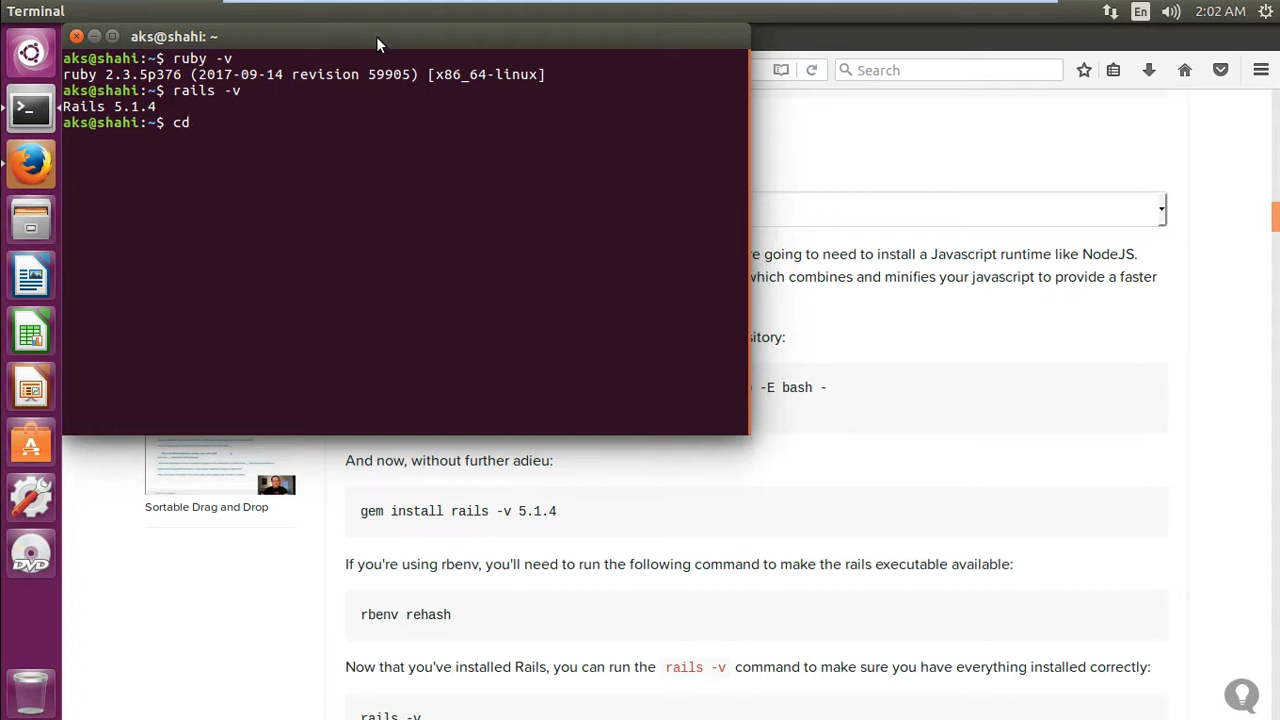 Terminal
En
2:02 AM
aks@shahi: ~
aks@shahi:~$ ruby -v
ruby 2.3.5p376 (2017-09-14 revision 59905) [x86_64-linux]
aks@shahi:~$ rails -v
Rails 5.1.4
aks@shahi:~$ cd
Search
going to need to install a Javascript runtime like NodeJS.
which combines and minifies your javascript to provide a faster
-E bash -
Sortable Drag and Drop
And now, without further adieu:
gem install rails -v 5.1.4
If you're using rbenv, you'll need to run the following command to make the rails executable available:
rbenv rehash
Now that you've installed Rails, you can run the rails -v command to make sure you have everything installed correctly:
rails -v
DVD